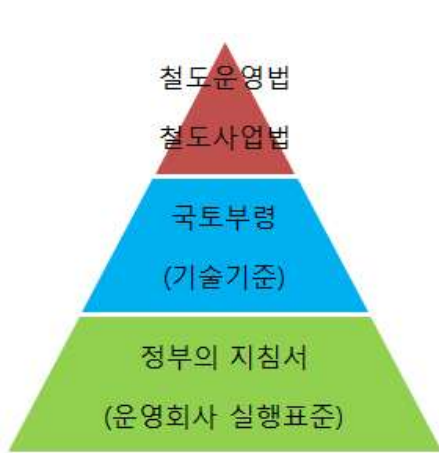 철도운영법
철도사업법
국토부령
(기술기준)
정부의 지침서
(운영회사 실행표준)